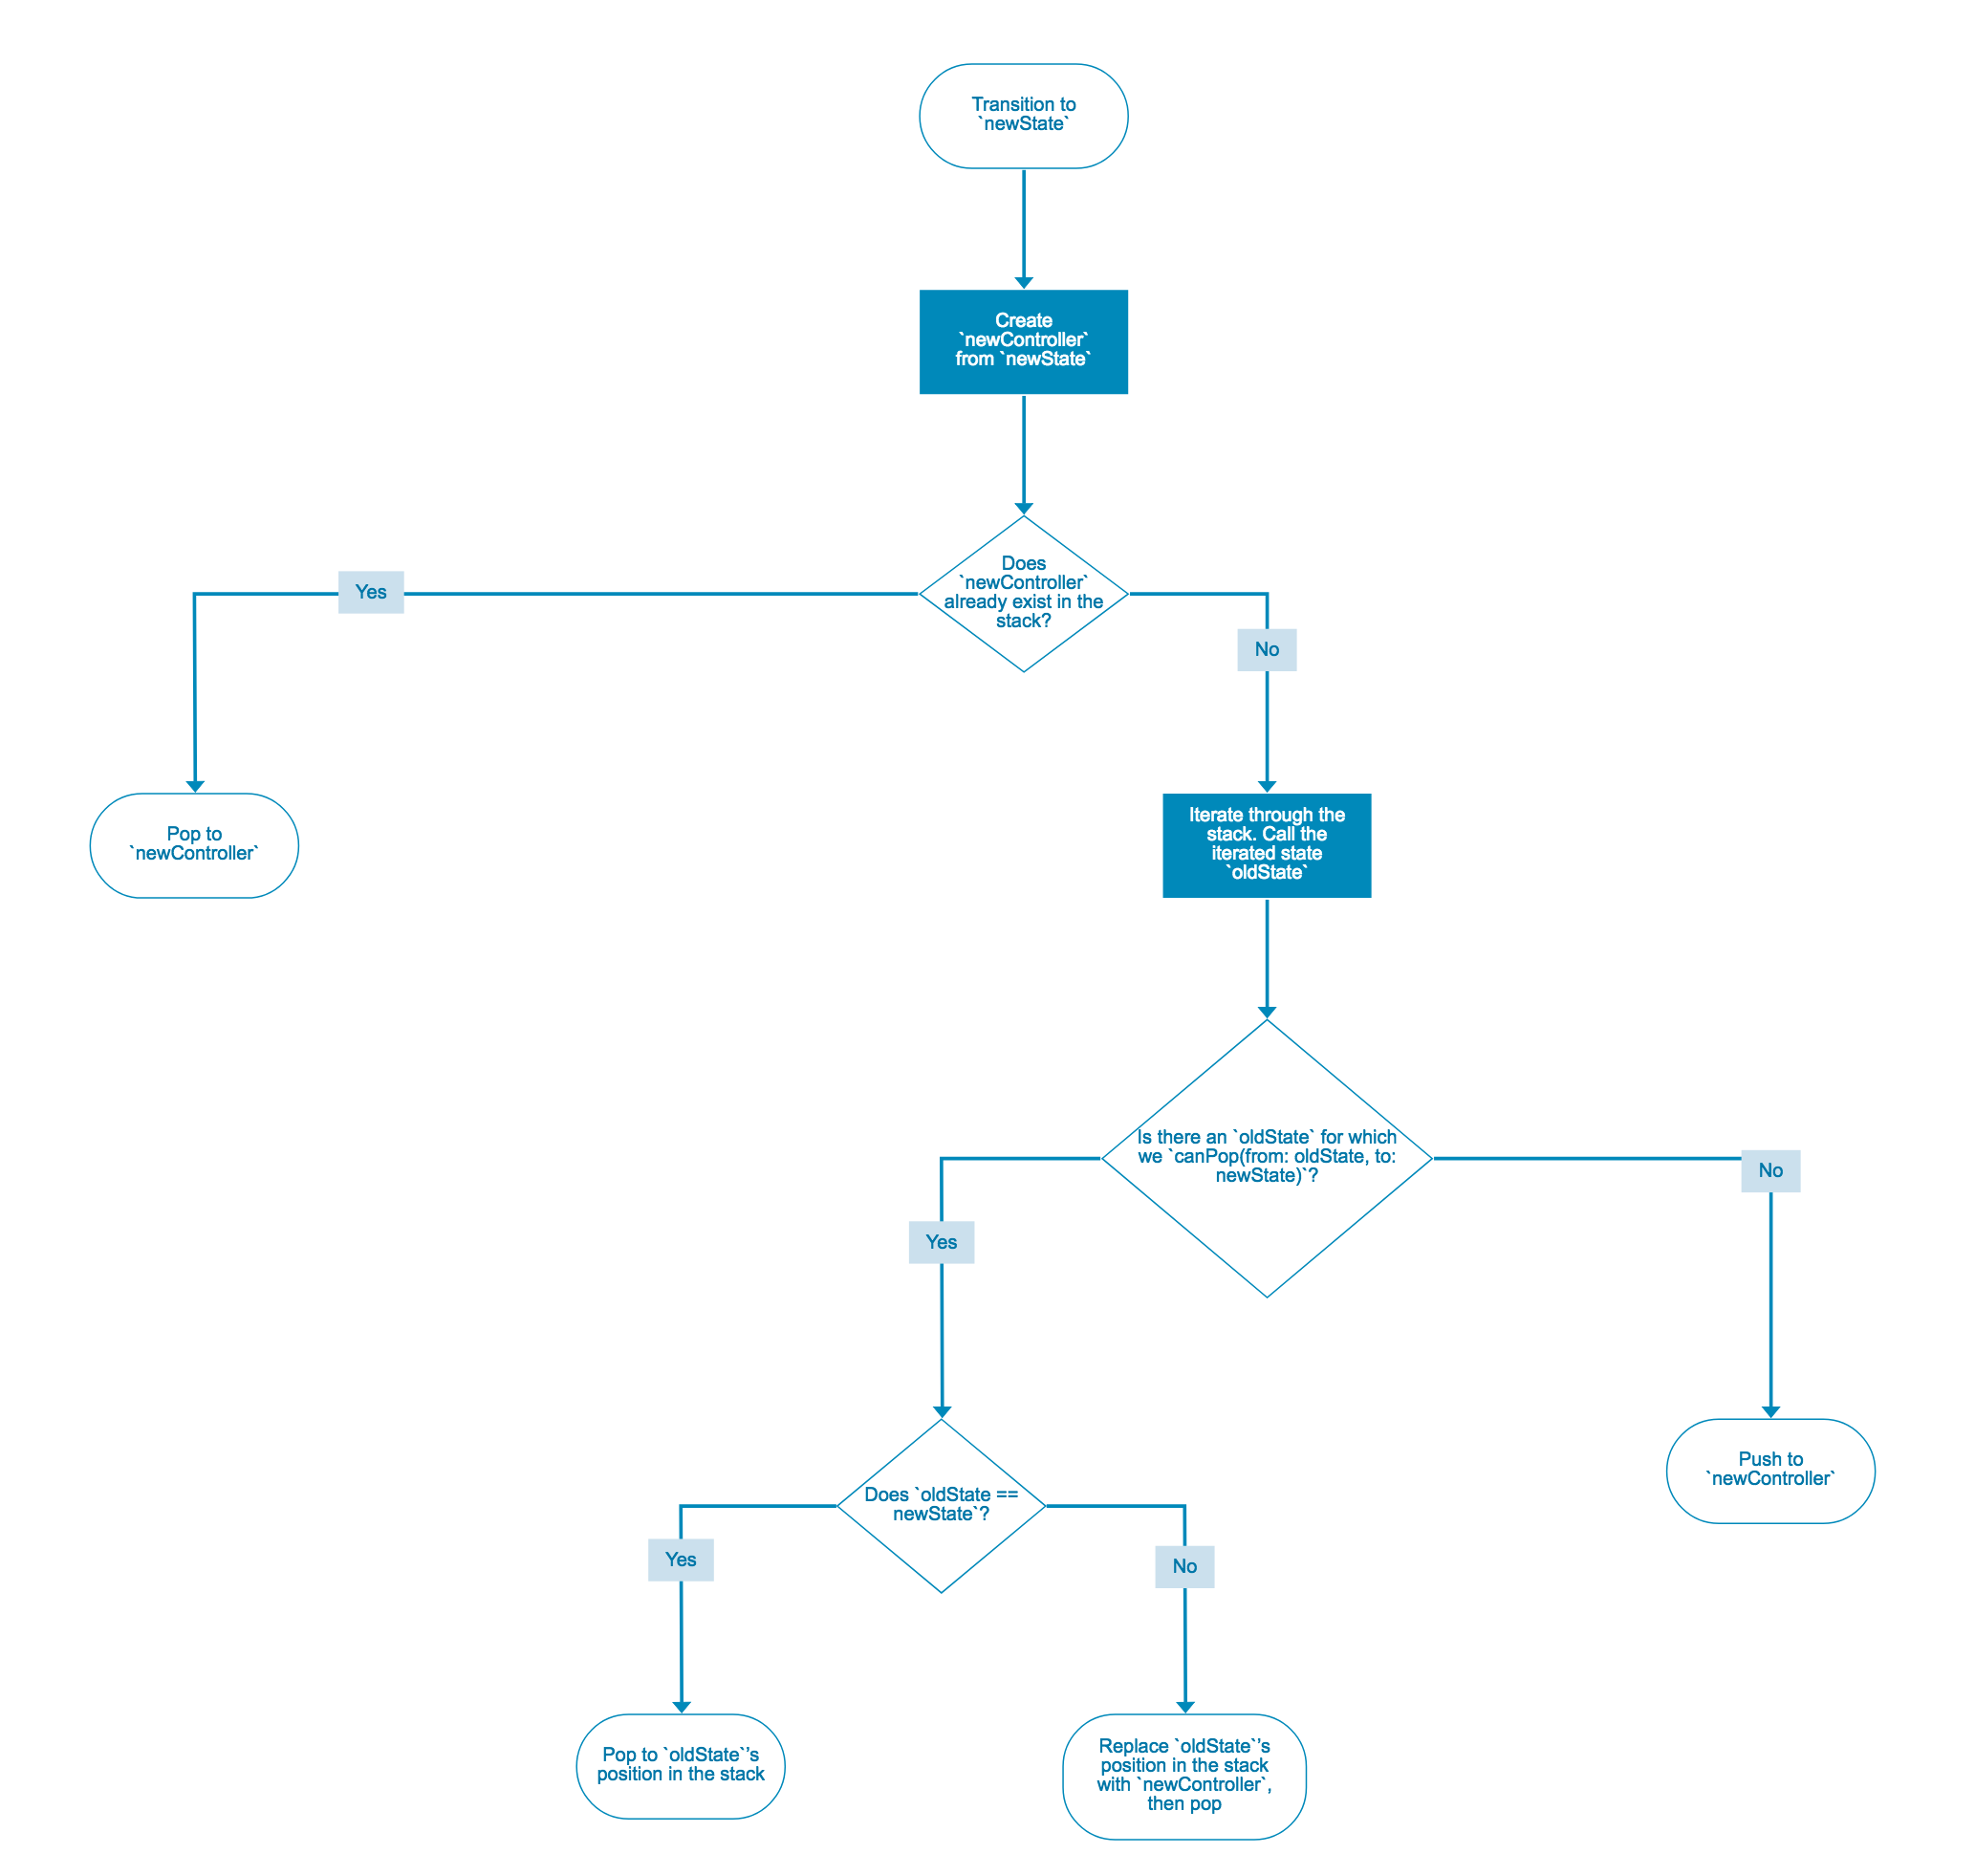 Transition to
`newState`
Create
`newController`
from `newState`
Does
`newController`
already exist in the
stack?
Yes
No
Pop to
`newController`
Iterate through the
stack. Call the
iterated state
`oldState`
Is there an `oldState` for which
we `canPop(from: oldState, to:
newState)`?
Yes
No
Does `oldState ==
newState`?
Push to
`newController`
Yes
No
Pop to `oldState`’s
position in the stack
Replace `oldState`’s
position in the stack
with `newController`,
then pop